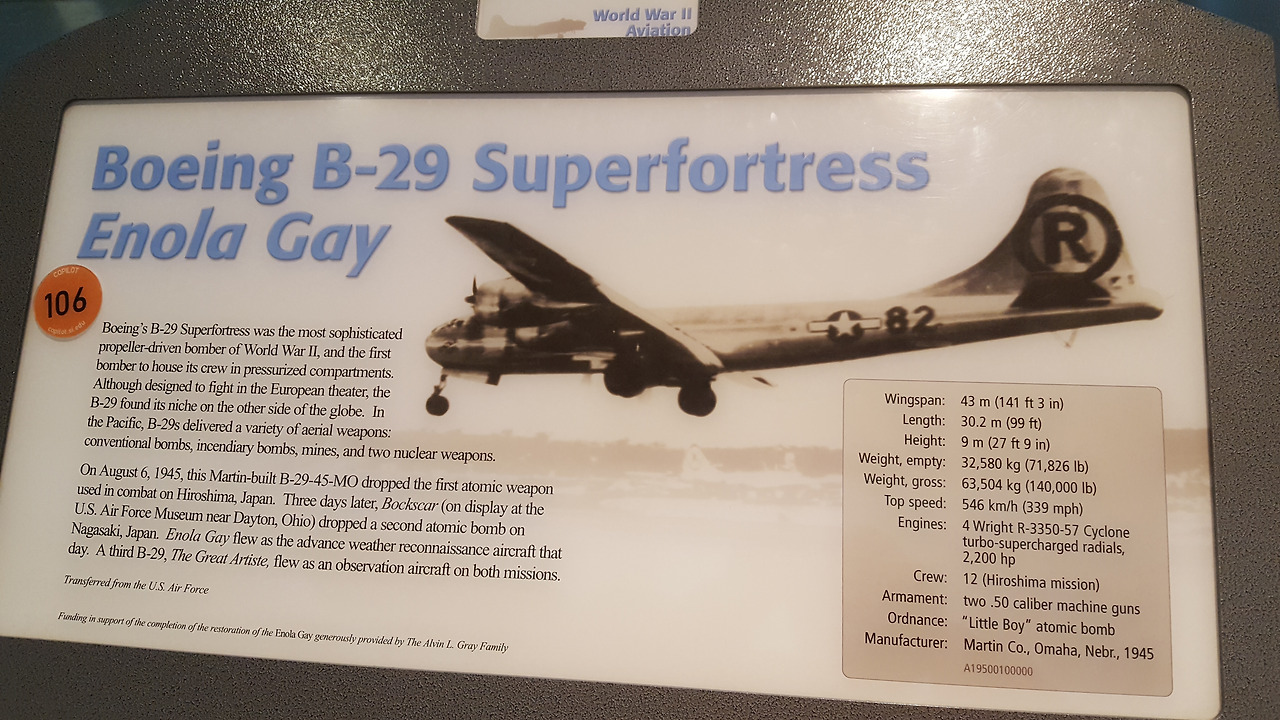 World War II
Aviation
Boeing B-29 Superfortress
Enola Gay
COPILOT
106
copilot.si.edu
R
82
Boeing's B-29 Superfortress was the most sophisticated
propeller-driven bomber of World War II, and the first
bomber to house its crew in pressurized compartments.
Although designed to fight in the European theater, the
B-29 found its niche on the other side of the globe. In
the Pacific, B-29s delivered a variety of aerial weapons:
conventional bombs, incendiary bombs, mines, and two nuclear weapons.
On August 6, 1945, this Martin-built B-29-45-MO dropped the first atomic weapon
used in combat on Hiroshima, Japan. Three days later, Bockscar (on display at the
U.S. Air Force Museum near Dayton, Ohio) dropped a second atomic bomb on
Nagasaki, Japan. Enola Gay flew as the advance weather reconnaissance aircraft that
day. A third B-29, The Great Artiste, flew as an observation aircraft on both missions.
Transferred from the U.S. Air Force
Funding in support of the completion of the restoration of the Enola Gay generously provided by The Alvin L. Gray Family
Wingspan: 43 m (141 ft 3 in)
Length: 30.2 m (99 ft)
Height: 9 m (27 ft 9 in)
Weight, empty: 32,580 kg (71,826 lb)
Weight, gross: 63,504 kg (140,000 lb)
Top speed: 546 km/h (339 mph)
Engines: 4 Wright R-3350-57 Cyclone
turbo-supercharged radials,
2,200 hp
Crew: 12 (Hiroshima mission)
Armament: two .50 caliber machine guns
Ordnance: "Little Boy" atomic bomb
Manufacturer: Martin Co., Omaha, Nebr., 1945
A19500100000